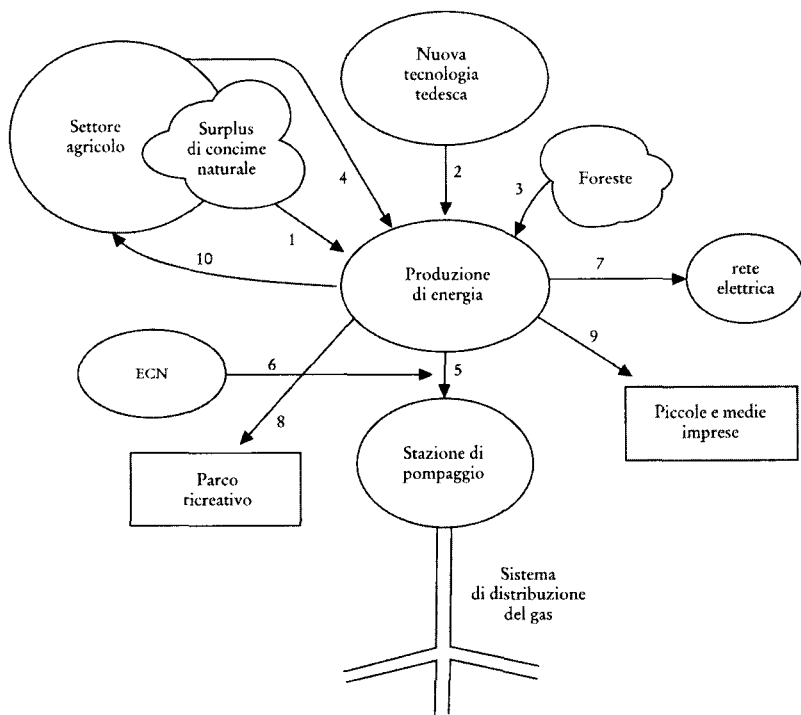 Nuova
tecnologia
tedesca
Settore
agricolo
Surplus
di concime
naturale
4
2
3
Foreste
1
10
Produzione
di energia
7
rete
elettrica
9
ECN
6
5
8
Piccole e medie
imprese
Parco
ricreativo
Stazione di
pompaggio
Sistema
di distribuzione
del gas